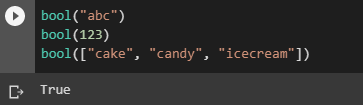 bool("abc")
bool(123)
bool(["cake", "candy", "icecream"])
True